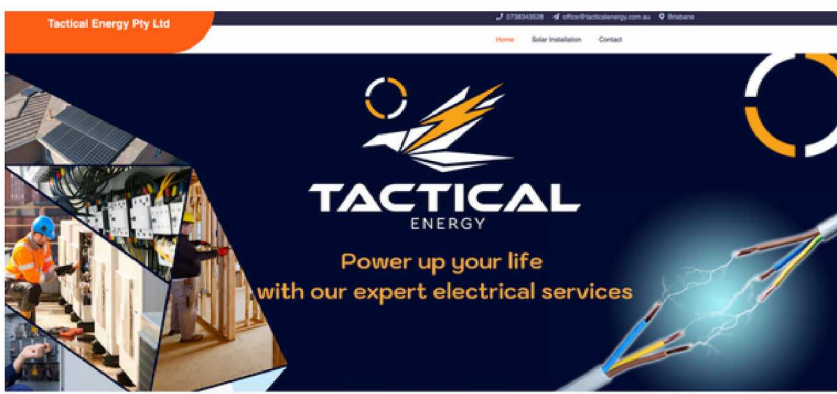 Tactical Energy Pty Ltd
0738343528 office@tacticalenergy.com.au Brisbane
Home Solar Installation Contact
TACTICAL
ENERGY
Power up your life
with our expert electrical services